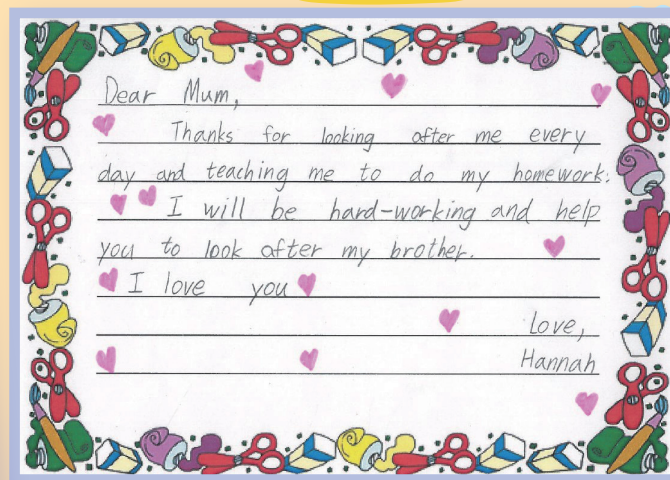 Dear Mum,
Thanks for looking after me every
day and teaching me to do my homework.
I will be hard-working and help
you to look after my brother.
I love you
Love,
Hannah